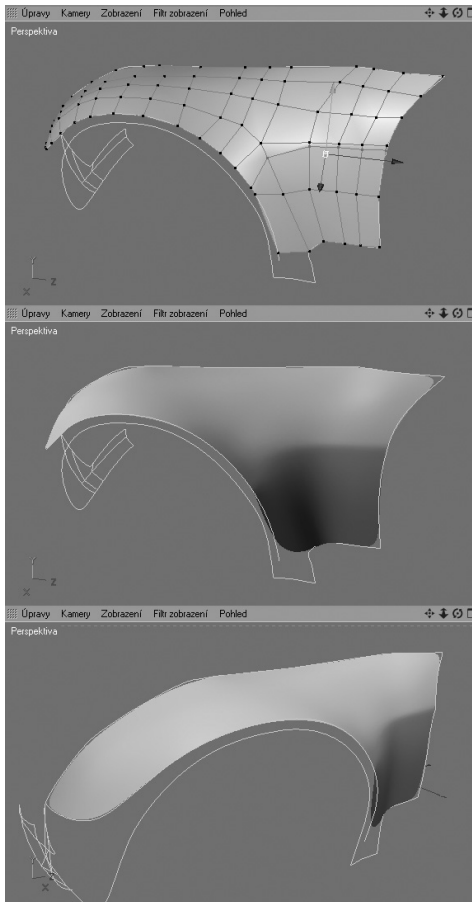 Úpravy Kamery Zobrazení Filtr zobrazení Pohled
Perspektiva
Y
X Z
Úpravy Kamery Zobrazení Filtr zobrazení Pohled
Perspektiva
X Z
Úpravy Kamery Zobrazení Filtr zobrazení Pohled
Perspektiva
X